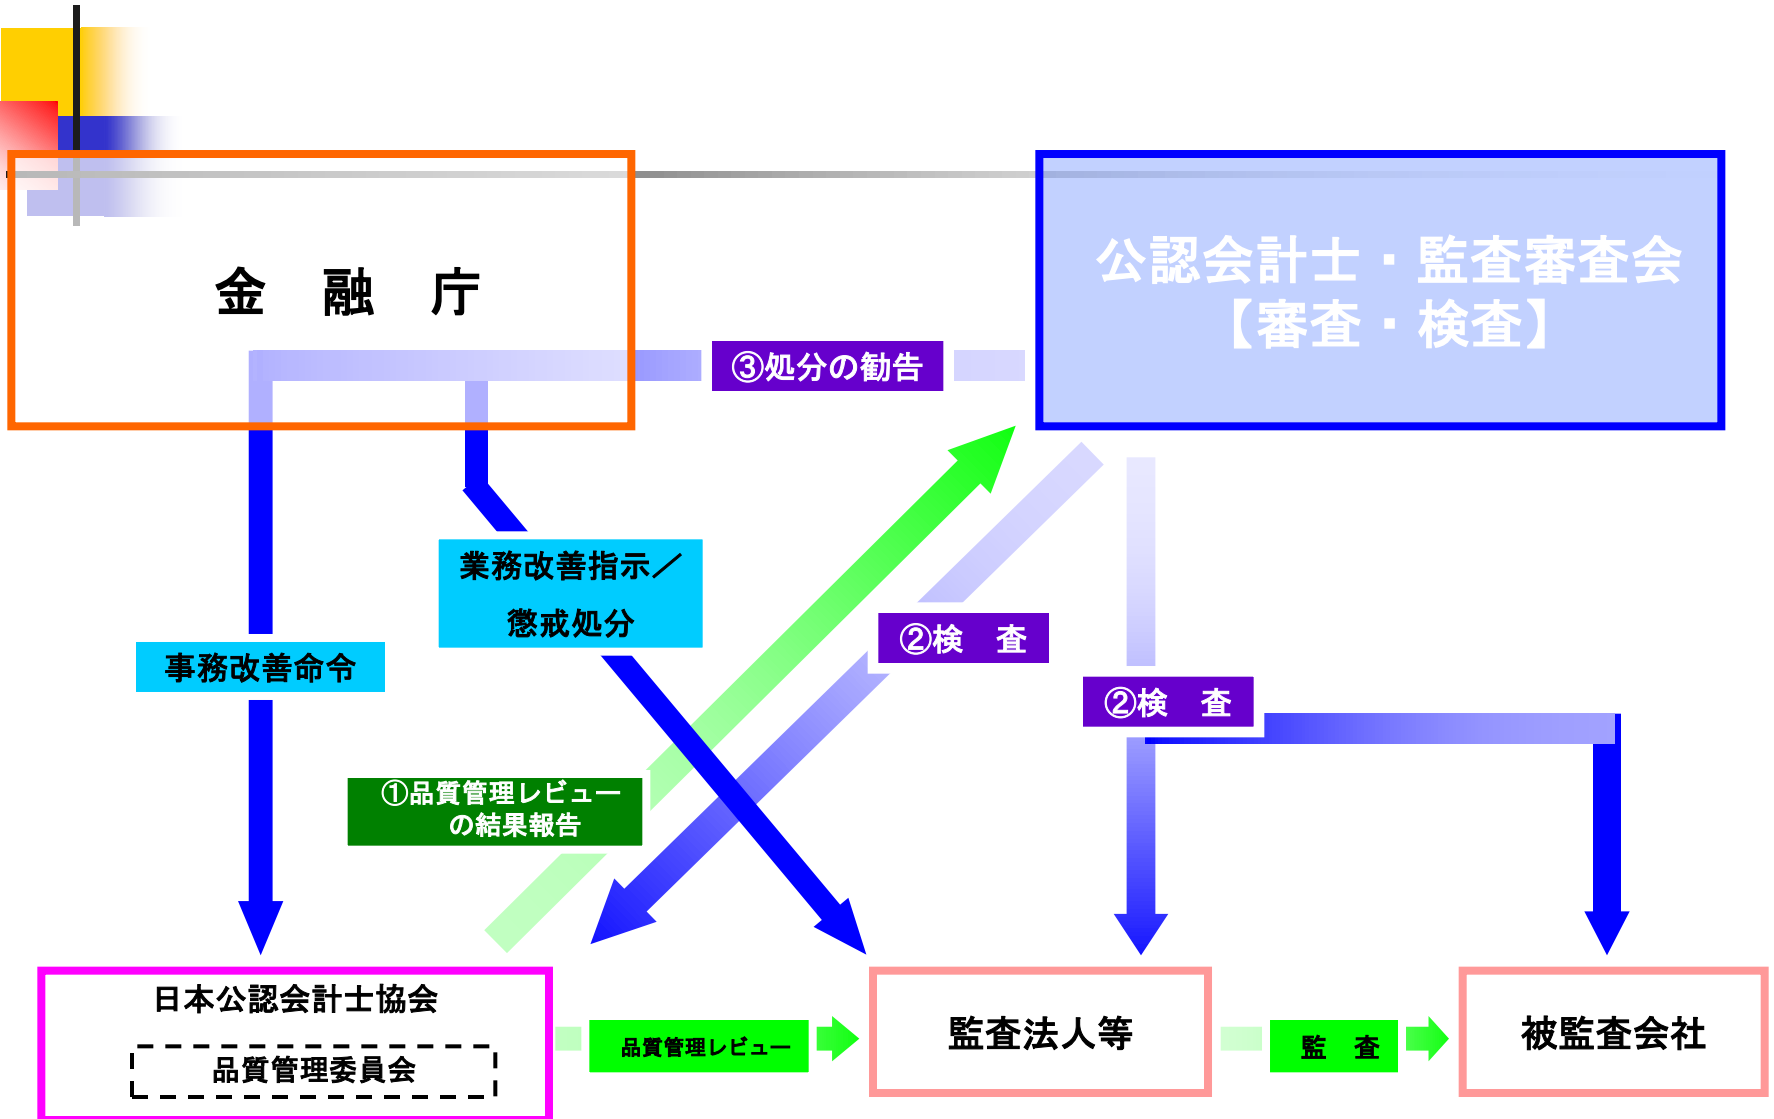 金　融　庁
公認会計士・監査審査会
【審査・検査】
③処分の勧告
業務改善指示／
懲戒処分
事務改善命令
②検　査
②検　査
①品質管理レビュー
の結果報告
日本公認会計士協会
品質管理委員会
品質管理レビュー
監査法人等
監　査
被監査会社